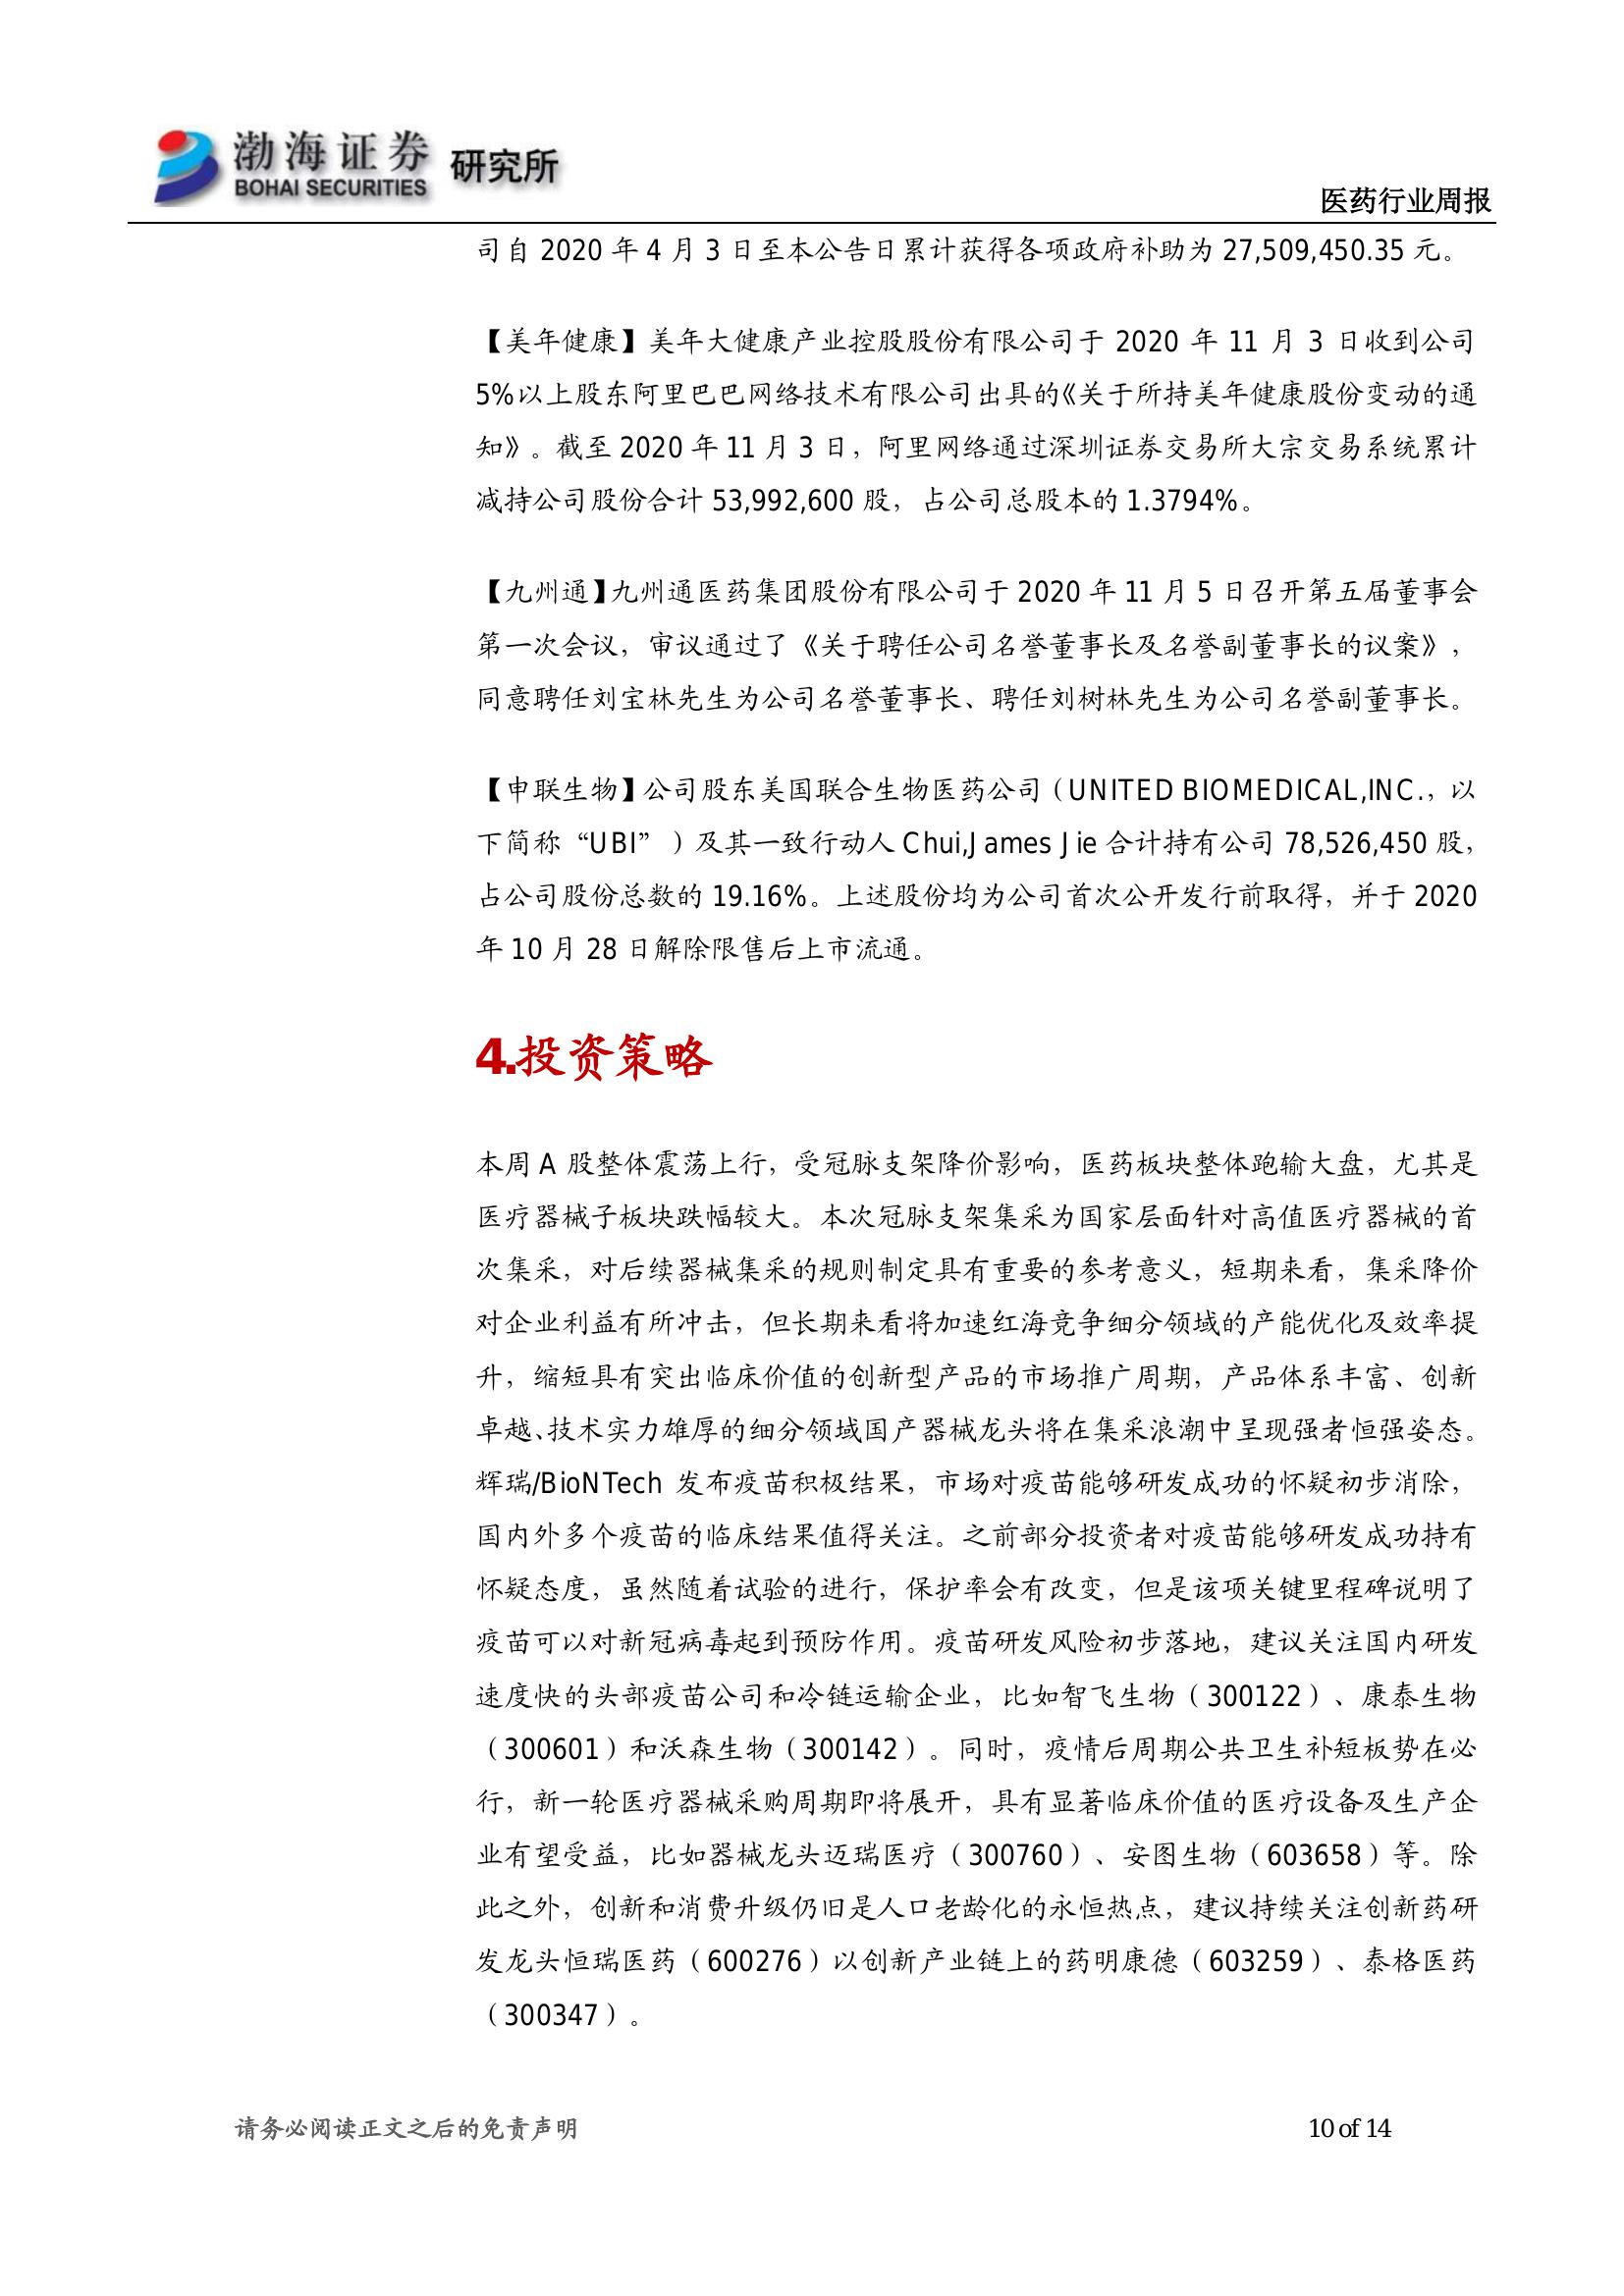 渤海证券
BOHAI SECURITIES
研究所
医药行业周报
司自 2020 年 4 月 3 日至本公告日累计获得各项政府补助为 27,509,450.35 元。
【美年健康】美年大健康产业控股股份有限公司于 2020 年 11 月 3 日收到公司
5%以上股东阿里巴巴网络技术有限公司出具的《关于所持美年健康股份变动的通
知》。截至 2020 年 11 月 3 日，阿里网络通过深圳证券交易所大宗交易系统累计
减持公司股份合计 53,992,600 股，占公司总股本的 1.3794%。
【九州通】九州通医药集团股份有限公司于 2020 年 11 月 5 日召开第五届董事会
第一次会议，审议通过了《关于聘任公司名誉董事长及名誉副董事长的议案》，
同意聘任刘宝林先生为公司名誉董事长、聘任刘树林先生为公司名誉副董事长。
【申联生物】公司股东美国联合生物医药公司（UNITED BIOMEDICAL,INC.，以
下简称“UBI”）及其一致行动人 Chui,James Jie 合计持有公司 78,526,450 股，
占公司股份总数的 19.16%。上述股份均为公司首次公开发行前取得，并于 2020
年 10 月 28 日解除限售后上市流通。
4.投资策略
本周 A 股整体震荡上行，受冠脉支架降价影响，医药板块整体跑输大盘，尤其是
医疗器械子板块跌幅较大。本次冠脉支架集采为国家层面针对高值医疗器械的首
次集采，对后续器械集采的规则制定具有重要的参考意义，短期来看，集采降价
对企业利益有所冲击，但长期来看将加速红海竞争细分领域的产能优化及效率提
升，缩短具有突出临床价值的创新型产品的市场推广周期，产品体系丰富、创新
卓越、技术实力雄厚的细分领域国产器械龙头将在集采浪潮中呈现强者恒强姿态。
辉瑞/BioNTech 发布疫苗积极结果，市场对疫苗能够研发成功的怀疑初步消除，
国内外多个疫苗的临床结果值得关注。之前部分投资者对疫苗能够研发成功持有
怀疑态度，虽然随着试验的进行，保护率会有改变，但是该项关键里程碑说明了
疫苗可以对新冠病毒起到预防作用。疫苗研发风险初步落地，建议关注国内研发
速度快的头部疫苗公司和冷链运输企业，比如智飞生物（300122）、康泰生物
（300601）和沃森生物（300142）。同时，疫情后周期公共卫生补短板势在必
行，新一轮医疗器械采购周期即将展开，具有显著临床价值的医疗设备及生产企
业有望受益，比如器械龙头迈瑞医疗（300760）、安图生物（603658）等。除
此之外，创新和消费升级仍旧是人口老龄化的永恒热点，建议持续关注创新药研
发龙头恒瑞医药（600276）以创新产业链上的药明康德（603259）、泰格医药
（300347）。
请务必阅读正文之后的免责声明
10 of 14